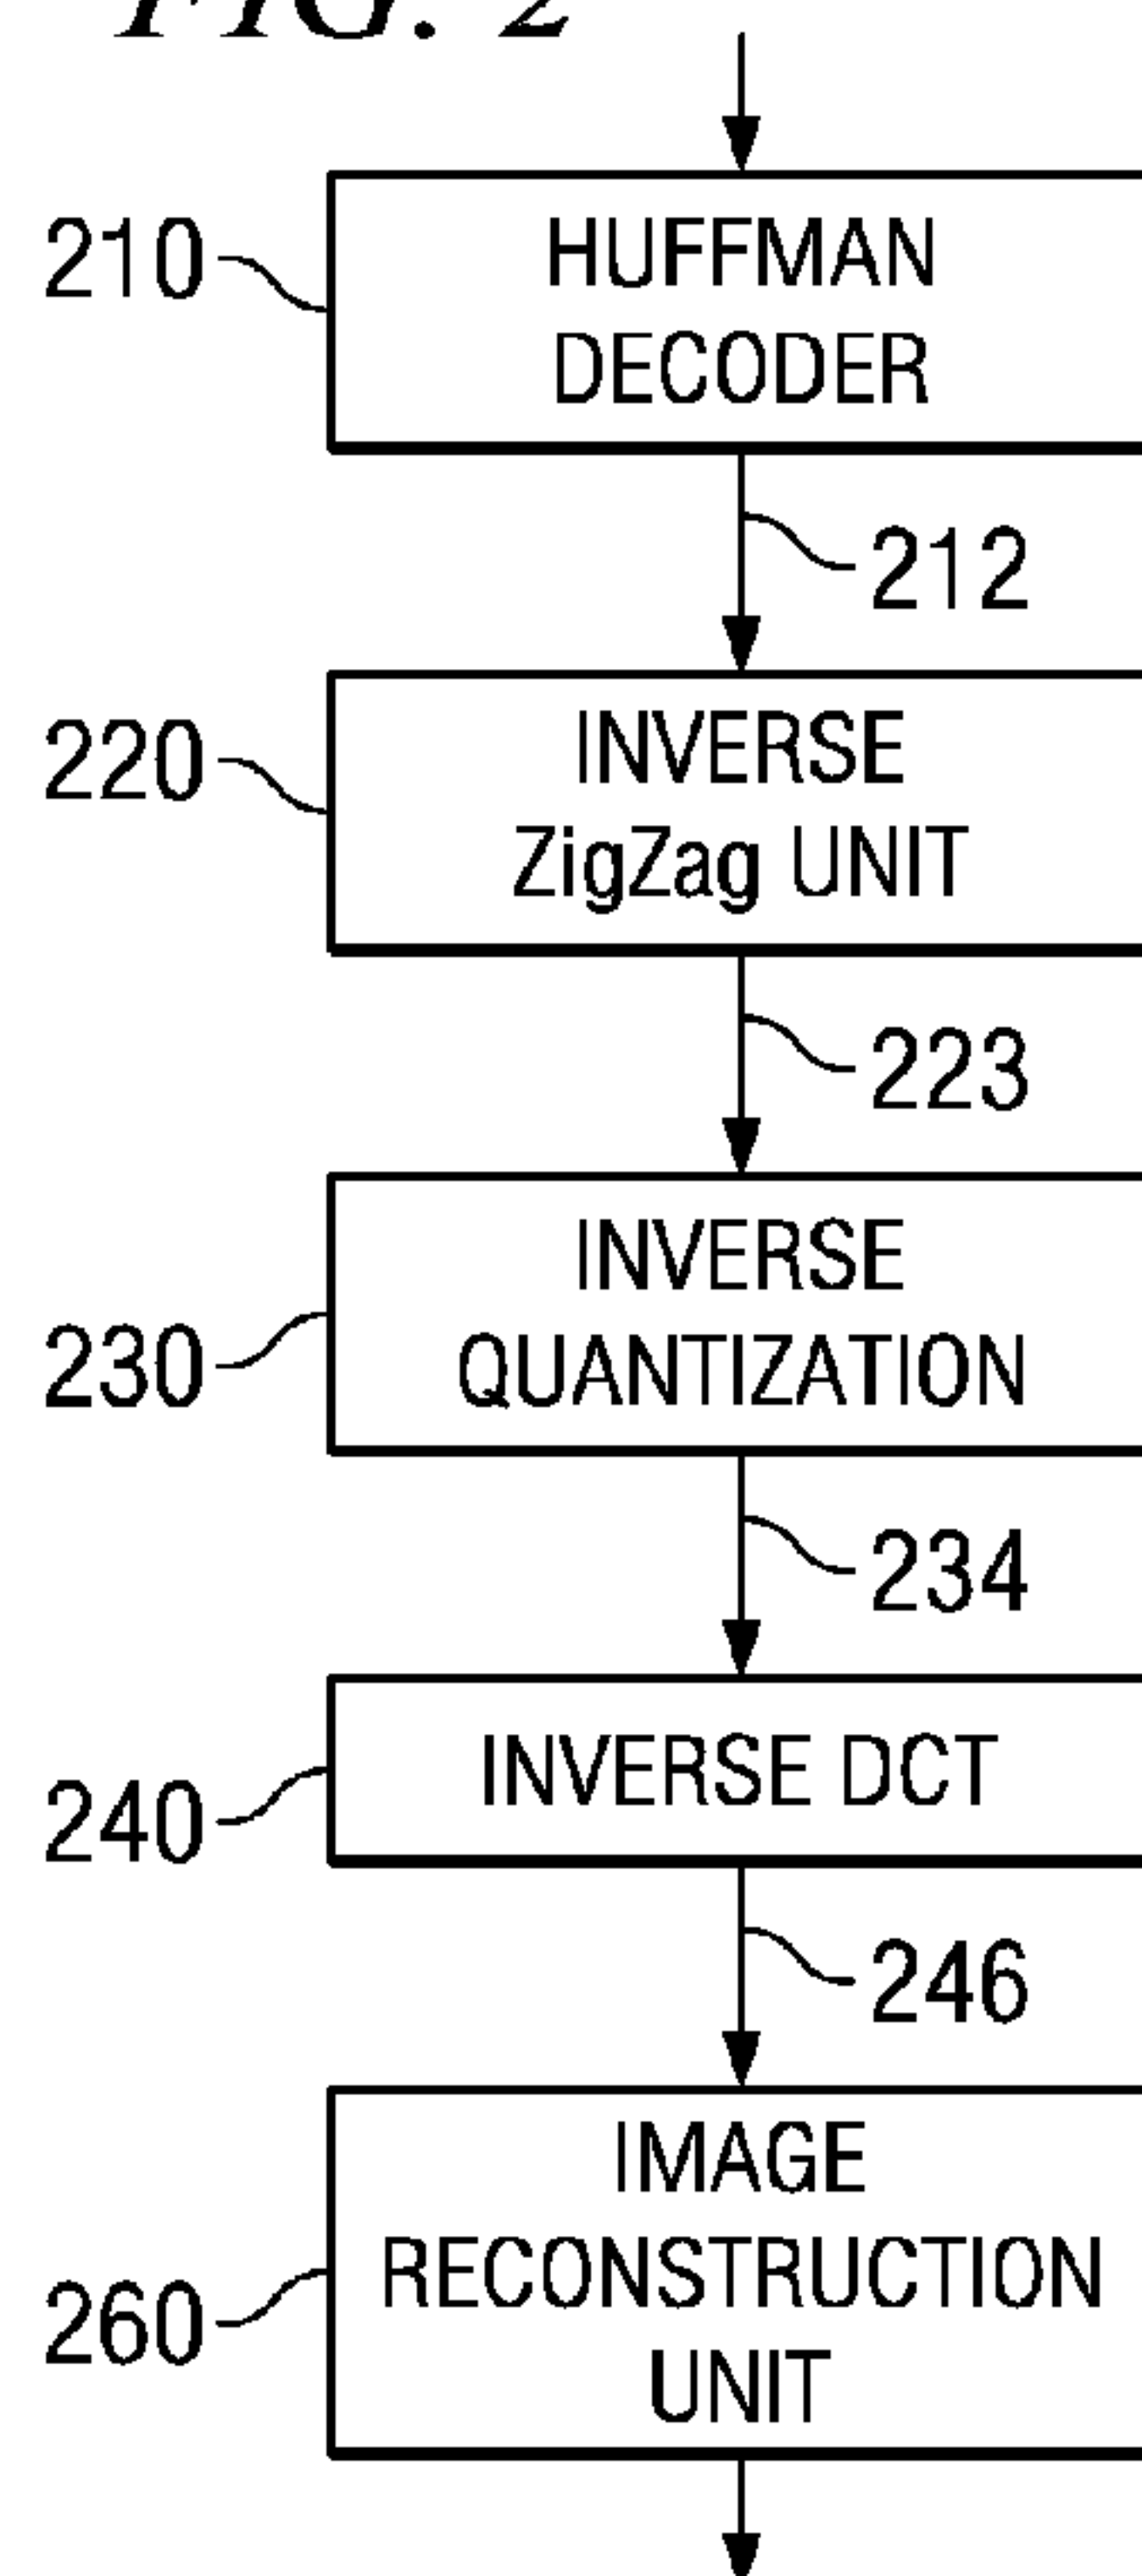 FIG. 2
210
HUFFMAN
DECODER
212
220
INVERSE
ZigZag UNIT
223
INVERSE
QUANTIZATION
230
234
INVERSE DCT
240
246
IMAGE
RECONSTRUCTION
260
UNIT